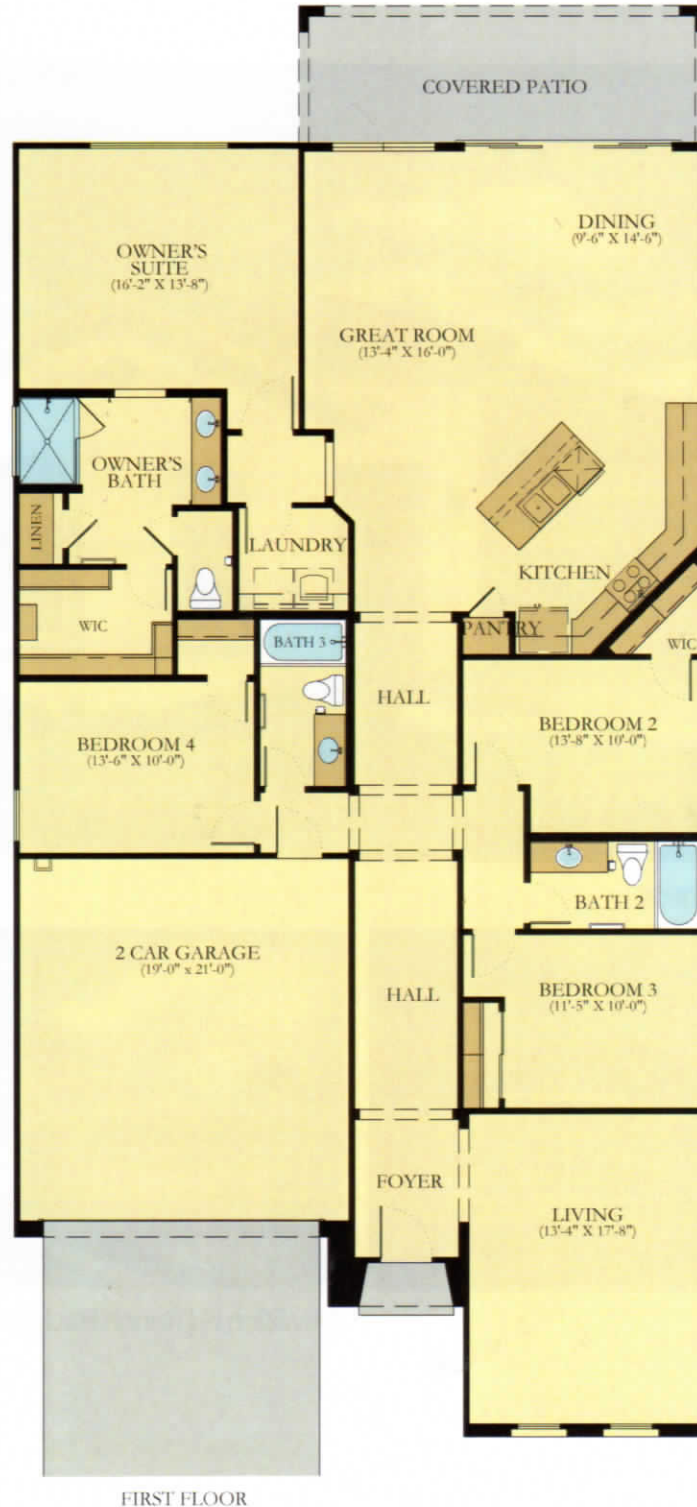 COVERED PATIO
DINING
(9'-6" X 14'-6")
OWNER'S
SUITE
(16'-2" X 13'-8")
GREAT ROOM
(13'-4" X 16'-0")
OWNER'S
BATH
LINEN
LAUNDRY
KITCHEN
WIC
PANTRY
BATH 3
WIC
HALL
BEDROOM 2
(13'-8" X 10'-0")
BEDROOM 4
(13'-6" X 10'-0")
BATH 2
2 CAR GARAGE
(19'-0" x 21'-0")
HALL
BEDROOM 3
(11'-5" X 10'-0")
FOYER
LIVING
(13'-4" X 17'-8")
FIRST FLOOR